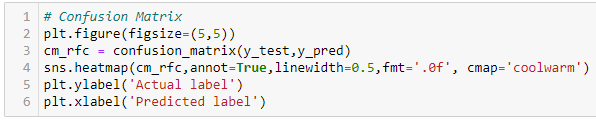 1 # Confusion Matrix
2 plt.figure(figsize=(5,5))
3 cm_rfc = confusion_matrix(y_test,y_pred)
4 sns.heatmap(cm_rfc,annot=True,linewidth=0.5,fmt='.0f', cmap='coolwarm')
5 plt.ylabel('Actual label')
6 plt.xlabel('Predicted label')